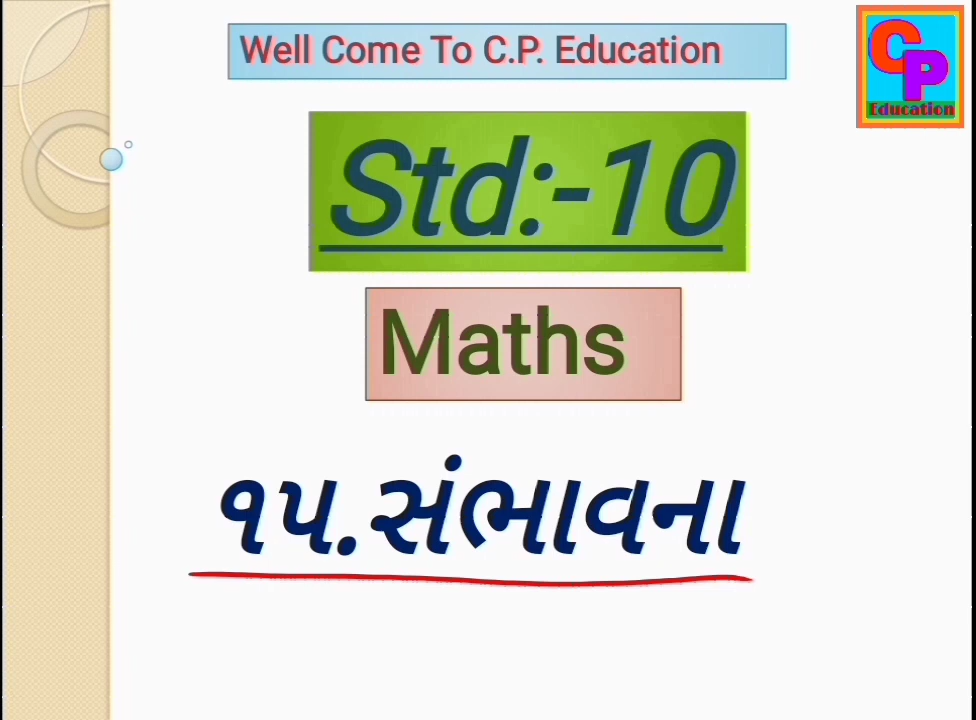 Well Come To C.P. Education
CP
Education
Std:-10
Maths
૧૫.સંભાવના